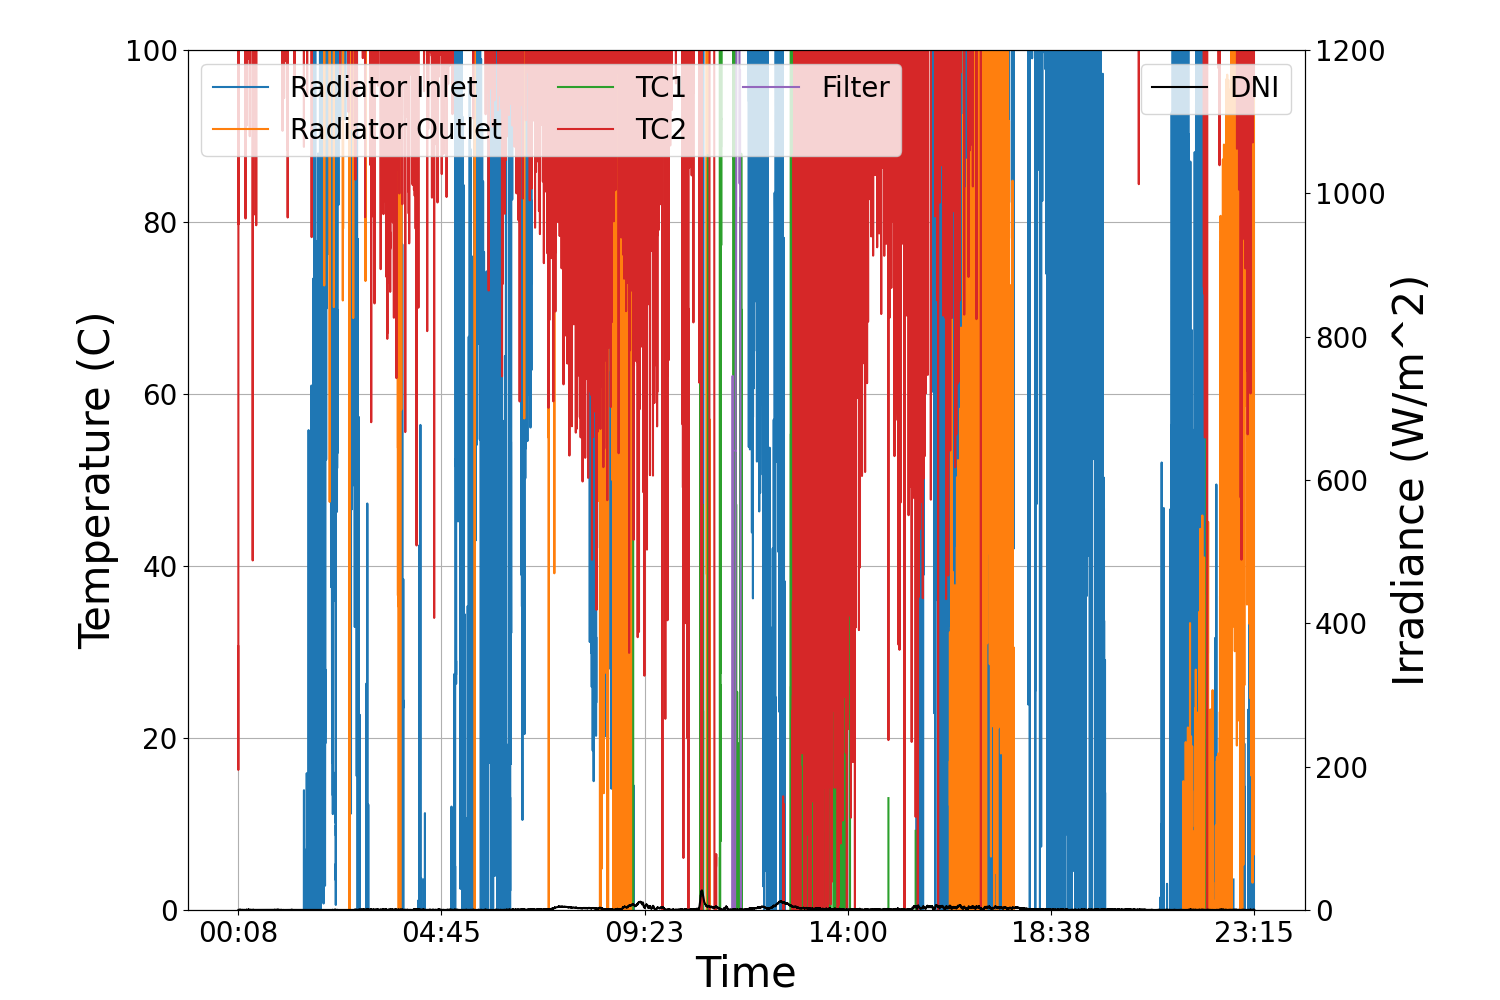 100
80
60
40
20
0
Temperature (C)
Radiator Inlet
Radiator Outlet
TC1
TC2
Filter
DNI
1200
1000
800
600
400
200
0
Irradiance (W/m^2)
00:08
04:45
09:23
14:00
18:38
23:15
Time